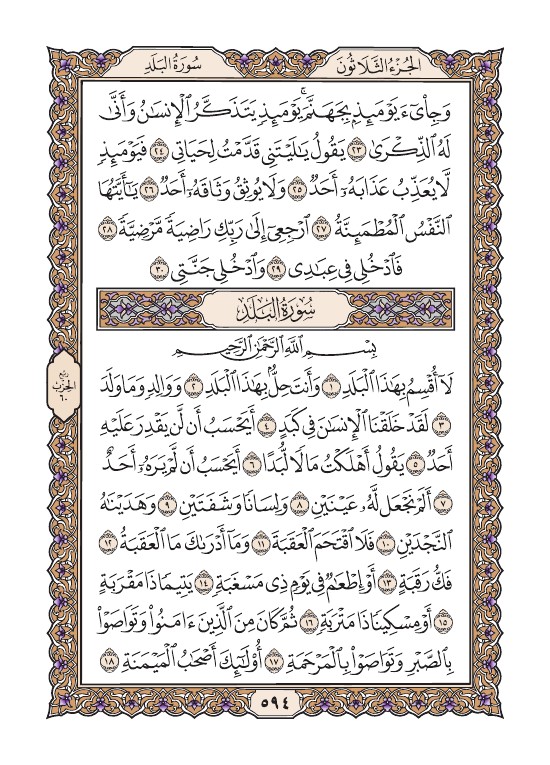 الجُزْءُ الثَّلَاثُونَ
سُورَةُ البَلَدِ
وَجِاْيٓءَ يَوْمَئِذِۭ بِجَهَنَّمَۚ يَوْمَئِذٖ يَتَذَكَّرُ ٱلْإِنسَٰنُ وَأَنَّىٰ
لَهُ ٱلذِّكْرَىٰ ٢٣ يَقُولُ يَٰلَيْتَنِي قَدَّمْتُ لِحَيَاتِي ٢٤ فَيَوْمَئِذٖ
لَّا يُعَذِّبُ عَذَابَهُۥٓ أَحَدٞ ٢٥ وَلَا يُوثِقُ وَثَاقَهُۥٓ أَحَدٞ ٢٦ يَٰٓأَيَّتُهَا
ٱلنَّفْسُ ٱلْمُطْمَئِنَّةُ ٢٧ ٱرْجِعِيٓ إِلَىٰ رَبِّكِ رَاضِيَةٗ مَّرْضِيَّةٗ ٢٨
فَٱدْخُلِي فِي عِبَٰدِي ٢٩ وَٱدْخُلِي جَنَّتِي ٣٠
سُورَةُ البَلَدِ
بِسْمِ ٱللَّهِ ٱلرَّحْمَٰنِ ٱلرَّحِيمِ
لَآ أُقْسِمُ بِهَٰذَا ٱلْبَلَدِ ١ وَأَنتَ حِلُّۢ بِهَٰذَا ٱلْبَلَدِ ٢ وَوَالِدٖ وَمَا وَلَدَ
٣ لَقَدْ خَلَقْنَا ٱلْإِنسَٰنَ فِي كَبَدٍ ٤ أَيَحْسَبُ أَن لَّن يَقْدِرَ عَلَيْهِ
أَحَدٞ ٥ يَقُولُ أَهْلَكْتُ مَالٗا لُّبَدًا ٦ أَيَحْسَبُ أَن لَّمْ يَرَهُۥٓ أَحَدٌ
٧ أَلَمْ نَجْعَل لَّهُۥ عَيْنَيْنِ ٨ وَلِسَانٗا وَشَفَتَيْنِ ٩ وَهَدَيْنَٰهُ
ٱلنَّجْدَيْنِ ١٠ فَلَا ٱقْتَحَمَ ٱلْعَقَبَةَ ١١ وَمَآ أَدْرَىٰكَ مَا ٱلْعَقَبَةُ ١٢
فَكُّ رَقَبَةٍ ١٣ أَوْ إِطْعَٰمٞ فِي يَوْمٖ ذِي مَسْغَبَةٖ ١٤ يَتِيمٗا ذَا مَقْرَبَةٍ
١٥ أَوْ مِسْكِينٗا ذَا مَتْرَبَةٖ ١٦ ثُمَّ كَانَ مِنَ ٱلَّذِينَ ءَامَنُواْ وَتَوَاصَوْاْ
بِٱلصَّبْرِ وَتَوَاصَوْاْ بِٱلْمَرْحَمَةِ ١٧ أُوْلَٰٓئِكَ أَصْحَٰبُ ٱلْمَيْمَنَةِ ١٨
ربع
الحزب
٦٠
٥٩٤